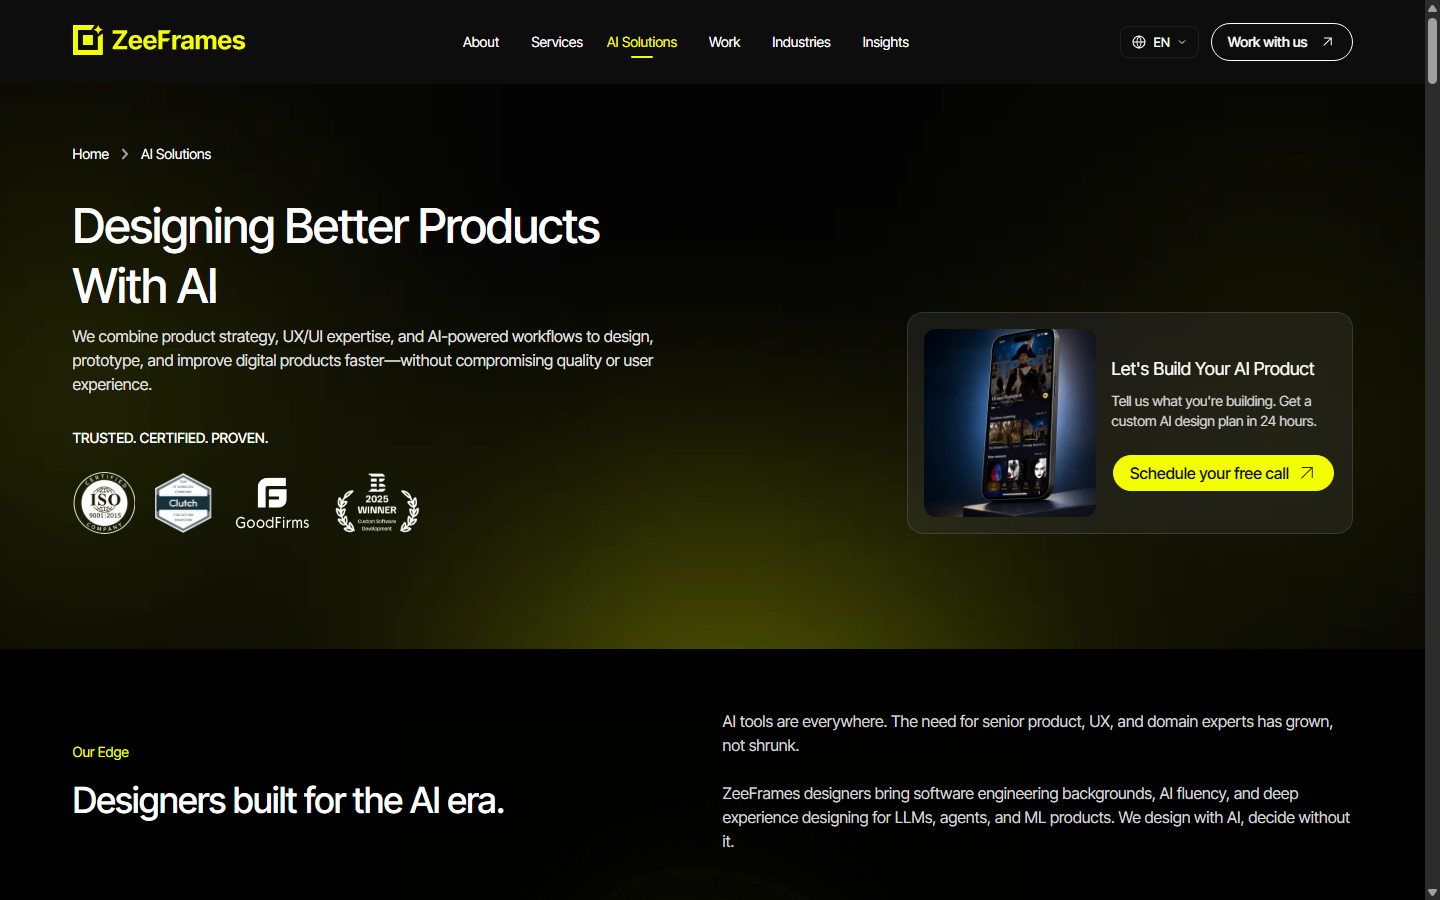 ZeeFrames
About
Services
AI Solutions
Work
Industries
Insights
EN
Work with us
Home
AI Solutions
Designing Better Products
With AI
We combine product strategy, UX/UI expertise, and AI-powered workflows to design,
prototype, and improve digital products faster—without compromising quality or user
experience.
TRUSTED. CERTIFIED. PROVEN.
CERTIFIED
ISO
9001:2015
COMPANY
Clutch
GoodFirms
2025
WINNER
Custom Software
Development
Let's Build Your AI Product
Tell us what you're building. Get a
custom AI design plan in 24 hours.
Schedule your free call
Our Edge
Designers built for the AI era.
AI tools are everywhere. The need for senior product, UX, and domain experts has grown,
not shrunk.
ZeeFrames designers bring software engineering backgrounds, AI fluency, and deep
experience designing for LLMs, agents, and ML products. We design with AI, decide without
it.